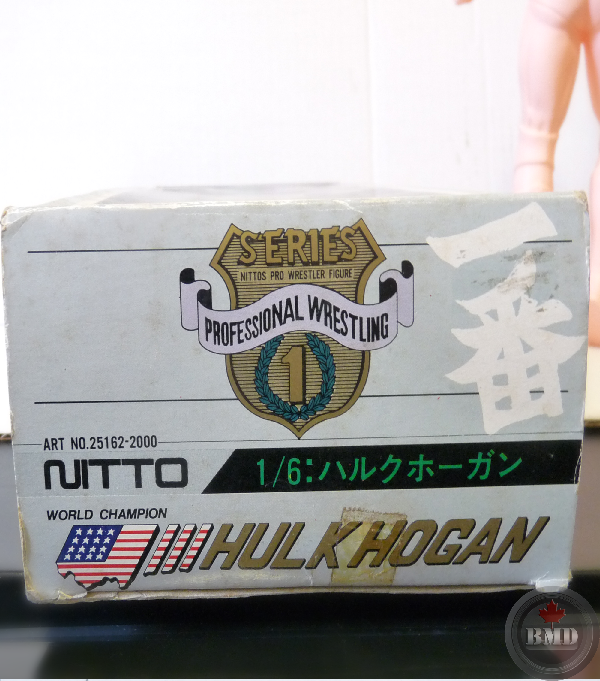 SERIES
NITTOS PRO WRESTLER FIGURE
PROFESSIONAL WRESTLING
1
一番
ART NO.25162-2000
NITTO
1/6:ハルクホーガン
WORLD CHAMPION
HULK HOGAN
BMD